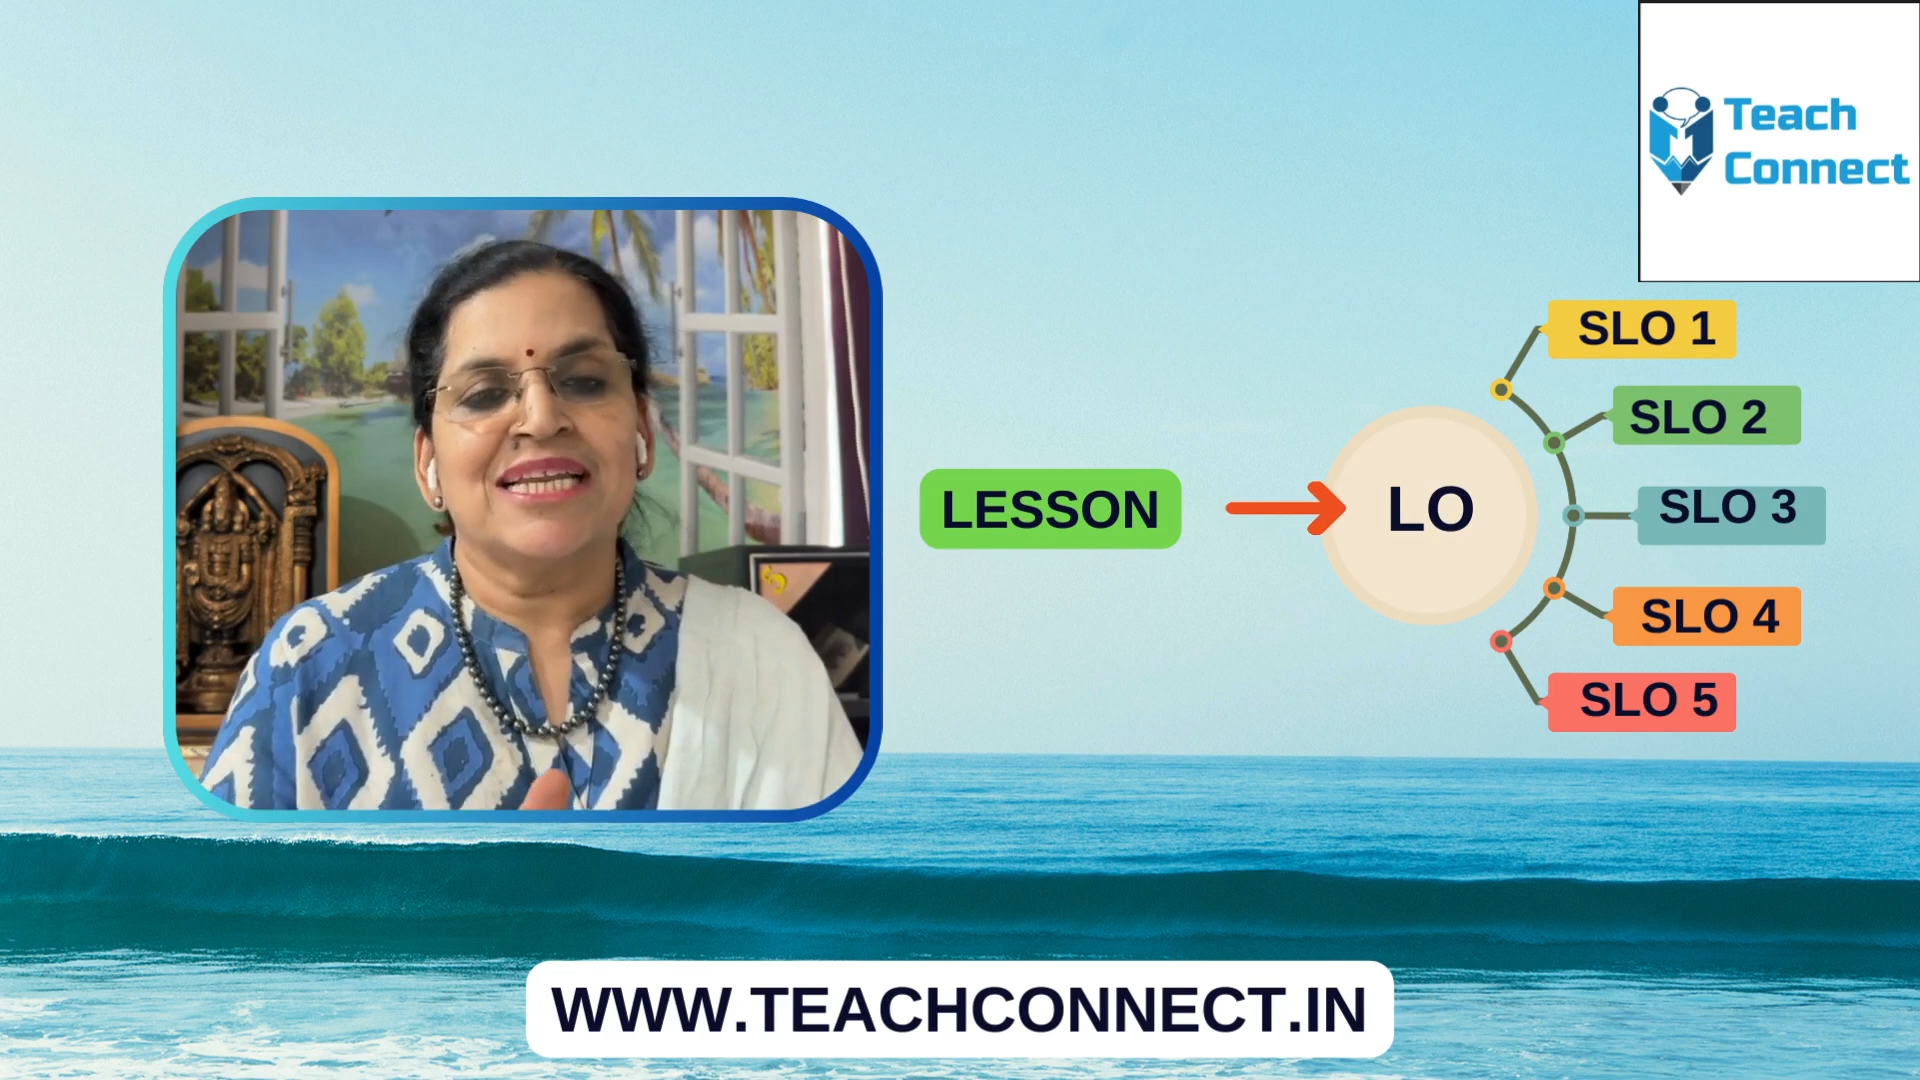 Teach
Connect
SLO 1
SLO 2
LESSON
LO
SLO 3
SLO 4
SLO 5
WWW.TEACHCONNECT.IN